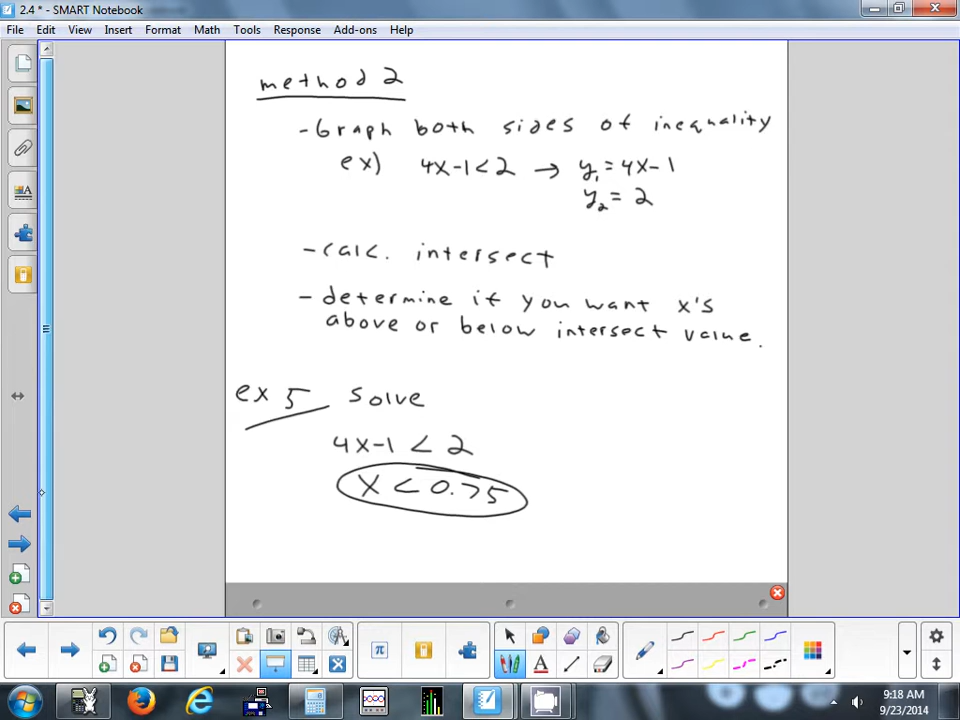 2.4 * - SMART Notebook
File Edit View Insert Format Math Tools Response Add-ons Help
method 2
- Graph both sides of inequality
ex) 4x-1<2 → y₁=4x-1
y₂= 2
- calc. intersect
- determine if you want x's
above or below intersect value.
ex 5 solve
4x-1 < 2
x < 0.75
π
A
9:18 AM
9/23/2014